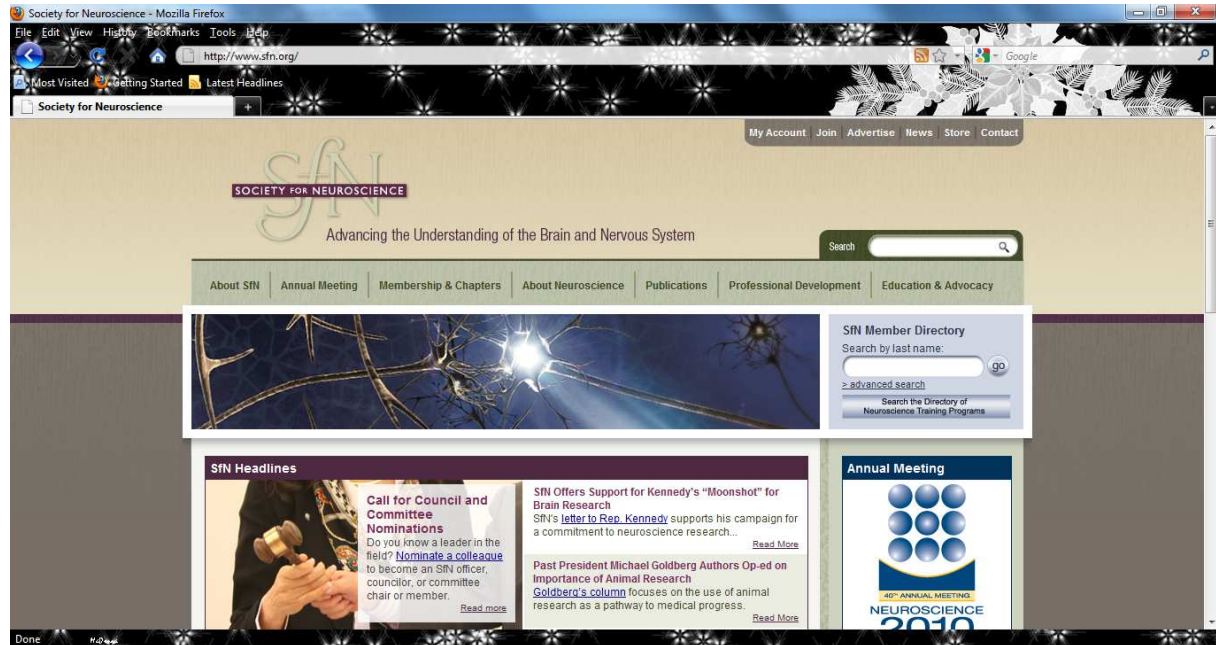 Society for Neuroscience - Mozilla Firefox
File Edit View History Bookmarks Tools Help
http://www.sfn.org/
Google
Most Visited Getting Started Latest Headlines
Society for Neuroscience
My Account Join Advertise News Store Contact
SfN
SOCIETY FOR NEUROSCIENCE
Advancing the Understanding of the Brain and Nervous System
Search
About SfN Annual Meeting Membership & Chapters About Neuroscience Publications Professional Development Education & Advocacy
SfN Member Directory
Search by last name:
go
> advanced search
Search the Directory of
Neuroscience Training Programs
SfN Headlines
Call for Council and
Committee
Nominations
Do you know a leader in the
field? Nominate a colleague
to become an SfN officer,
councilor, or committee
chair or member.
Read more
SfN Offers Support for Kennedy's “Moonshot” for
Brain Research
SfN's letter to Rep. Kennedy supports his campaign for
a commitment to neuroscience research...
Read More
Past President Michael Goldberg Authors Op-ed on
Importance of Animal Research
Goldberg's column focuses on the use of animal
research as a pathway to medical progress.
Read More
Annual Meeting
40TH ANNUAL MEETING
NEUROSCIENCE
2010
Done